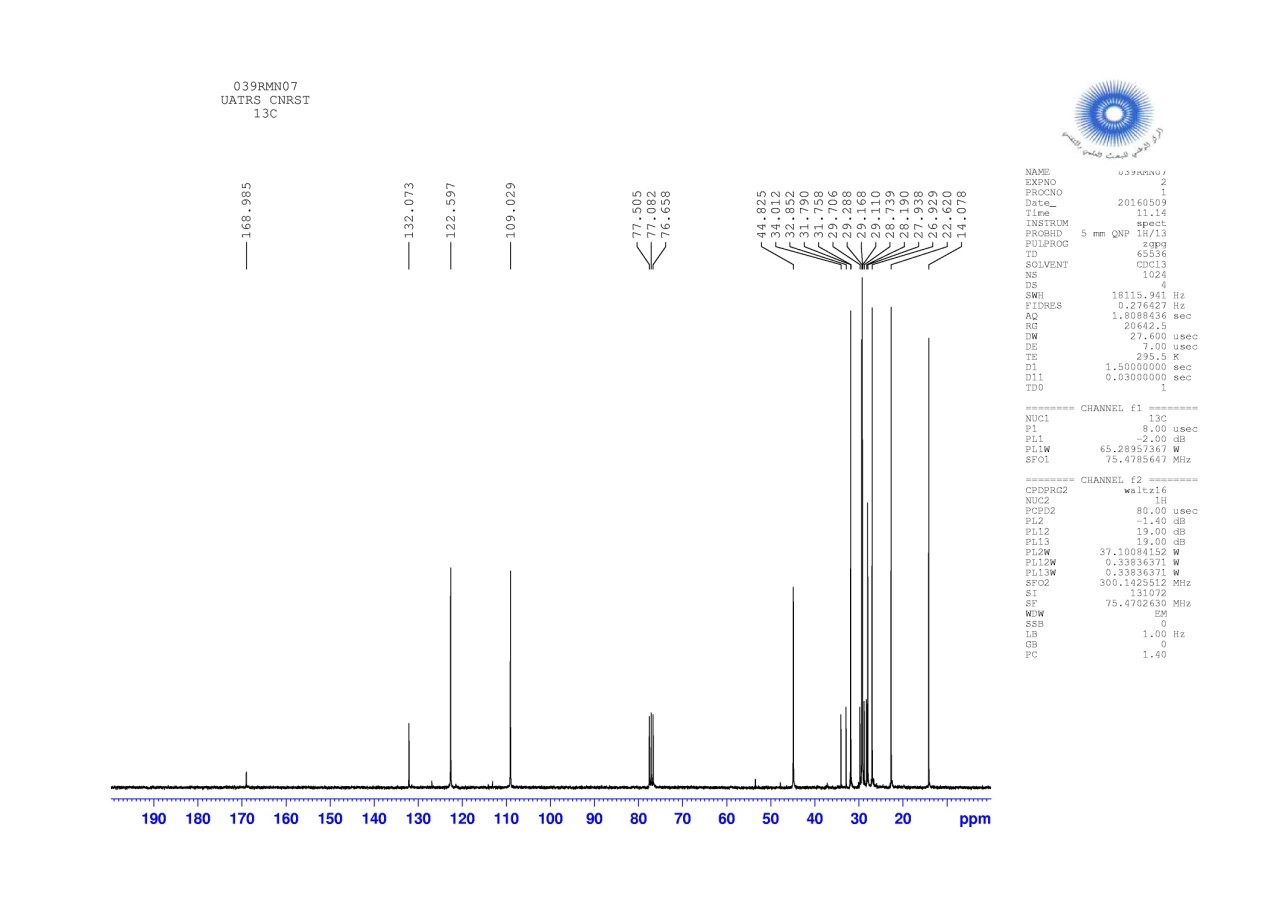 039RMN07
UATRS CNRST
13C
168.985
132.073
122.597
109.029
77.505
77.082
76.658
44.825
34.012
32.852
31.790
31.758
29.706
29.288
29.168
29.110
28.739
28.190
27.938
26.929
22.620
14.078
المركز الوطني للبحث العلمي والتقني
NAME 039RMN07
EXPNO 2
PROCNO 1
Date_ 20160509
Time 11.14
INSTRUM spect
PROBHD 5 mm QNP 1H/13
PULPROG zgpg
TD 65536
SOLVENT CDCl3
NS 1024
DS 4
SWH 18115.941 Hz
FIDRES 0.276427 Hz
AQ 1.8088436 sec
RG 20642.5
DW 27.600 usec
DE 7.00 usec
TE 295.5 K
D1 1.50000000 sec
D11 0.03000000 sec
TD0 1
======== CHANNEL f1 ========
NUC1 13C
P1 8.00 usec
PL1 -2.00 dB
PL1W 65.28957367 W
SFO1 75.4785647 MHz
======== CHANNEL f2 ========
CPDPRG2 waltz16
NUC2 1H
PCPD2 80.00 usec
PL2 -1.40 dB
PL12 19.00 dB
PL13 19.00 dB
PL2W 37.10084152 W
PL12W 0.33836371 W
PL13W 0.33836371 W
SFO2 300.1425512 MHz
SI 131072
SF 75.4702630 MHz
WDW EM
SSB 0
LB 1.00 Hz
GB 0
PC 1.40
190 180 170 160 150 140 130 120 110 100 90 80 70 60 50 40 30 20 ppm